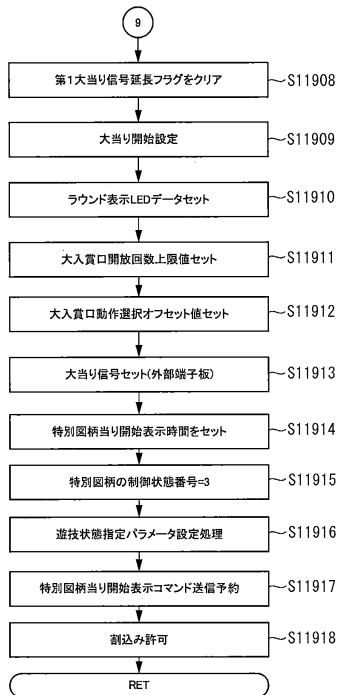 9
第1大当り信号延長フラグをクリア S11908
大当り開始設定 S11909
ラウンド表示LEDデータセット S11910
大入賞口開放回数上限値セット S11911
大入賞口動作選択オフセット値セット S11912
大当り信号セット(外部端子板) S11913
特別図柄当り開始表示時間をセット S11914
特別図柄の制御状態番号=3 S11915
遊技状態指定パラメータ設定処理 S11916
特別図柄当り開始表示コマンド送信予約 S11917
割込み許可 S11918
RET